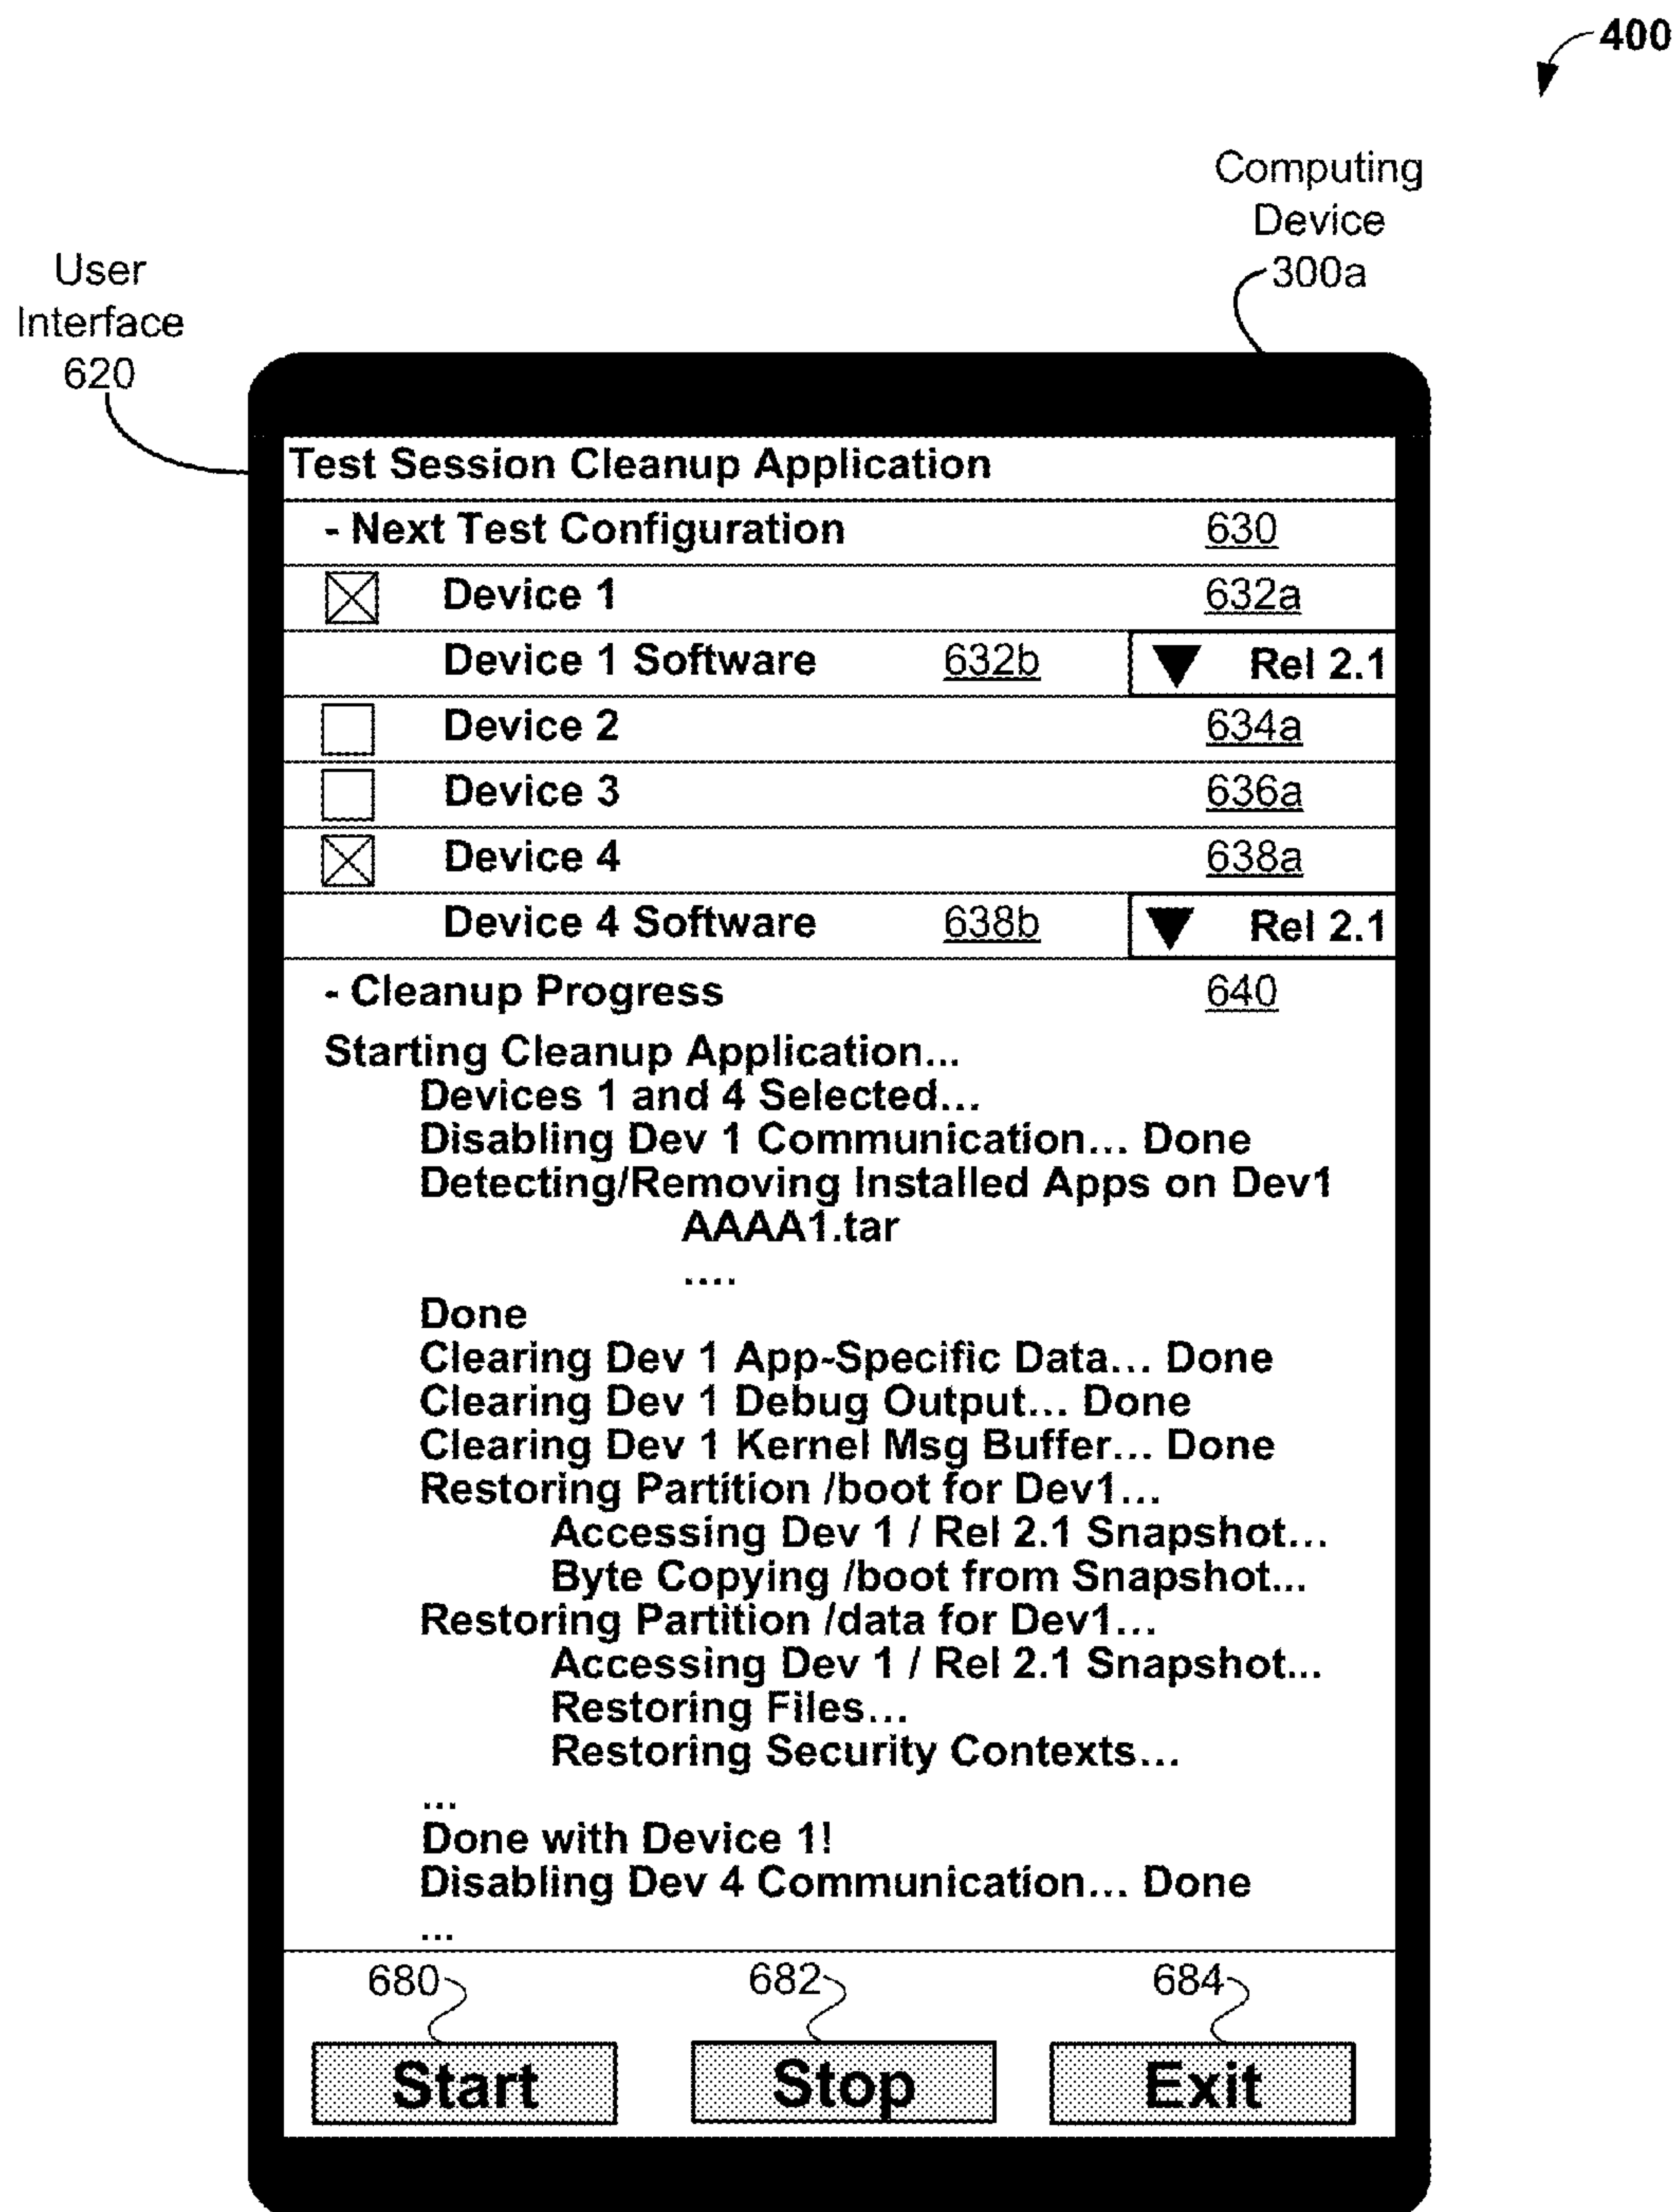 400
Computing
Device
300a
User
Interface
620
Test Session Cleanup Application
- Next Test Configuration 630
Device 1 632a
Device 1 Software 632b Rel 2.1
Device 2 634a
Device 3 636a
Device 4 638a
Device 4 Software 638b Rel 2.1
- Cleanup Progress 640
Starting Cleanup Application...
Devices 1 and 4 Selected...
Disabling Dev 1 Communication... Done
Detecting/Removing Installed Apps on Dev1
AAAA1.tar
....
Done
Clearing Dev 1 App-Specific Data... Done
Clearing Dev 1 Debug Output... Done
Clearing Dev 1 Kernel Msg Buffer... Done
Restoring Partition /boot for Dev1...
Accessing Dev 1 / Rel 2.1 Snapshot...
Byte Copying /boot from Snapshot...
Restoring Partition /data for Dev1...
Accessing Dev 1 / Rel 2.1 Snapshot...
Restoring Files...
Restoring Security Contexts...
...
Done with Device 1!
Disabling Dev 4 Communication... Done
...
680 682 684
Start Stop Exit